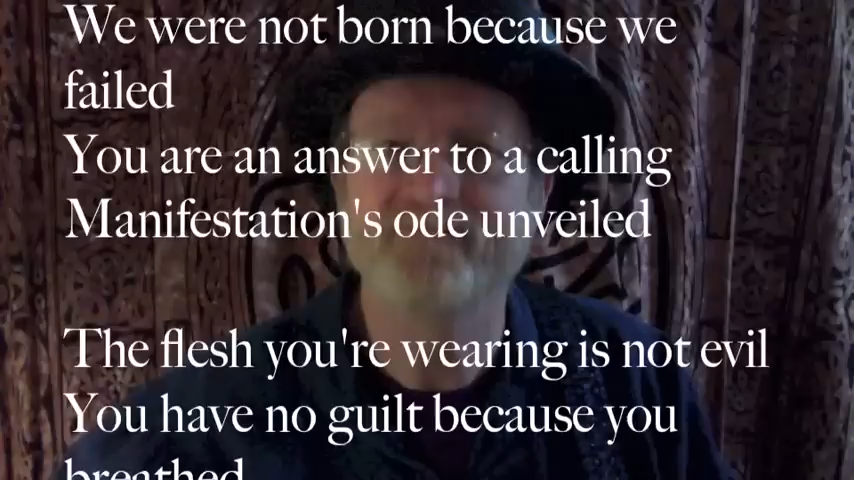 We were not born because we
failed
You are an answer to a calling
Manifestation's ode unveiled
The flesh you're wearing is not evil
You have no guilt because you
breathed